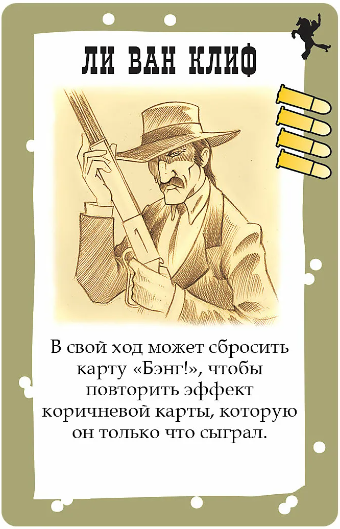 ЛИ ВАН КЛИФ
В свой ход может сбросить
карту «Бэнг!», чтобы
повторить эффект
коричневой карты, которую
он только что сыграл.